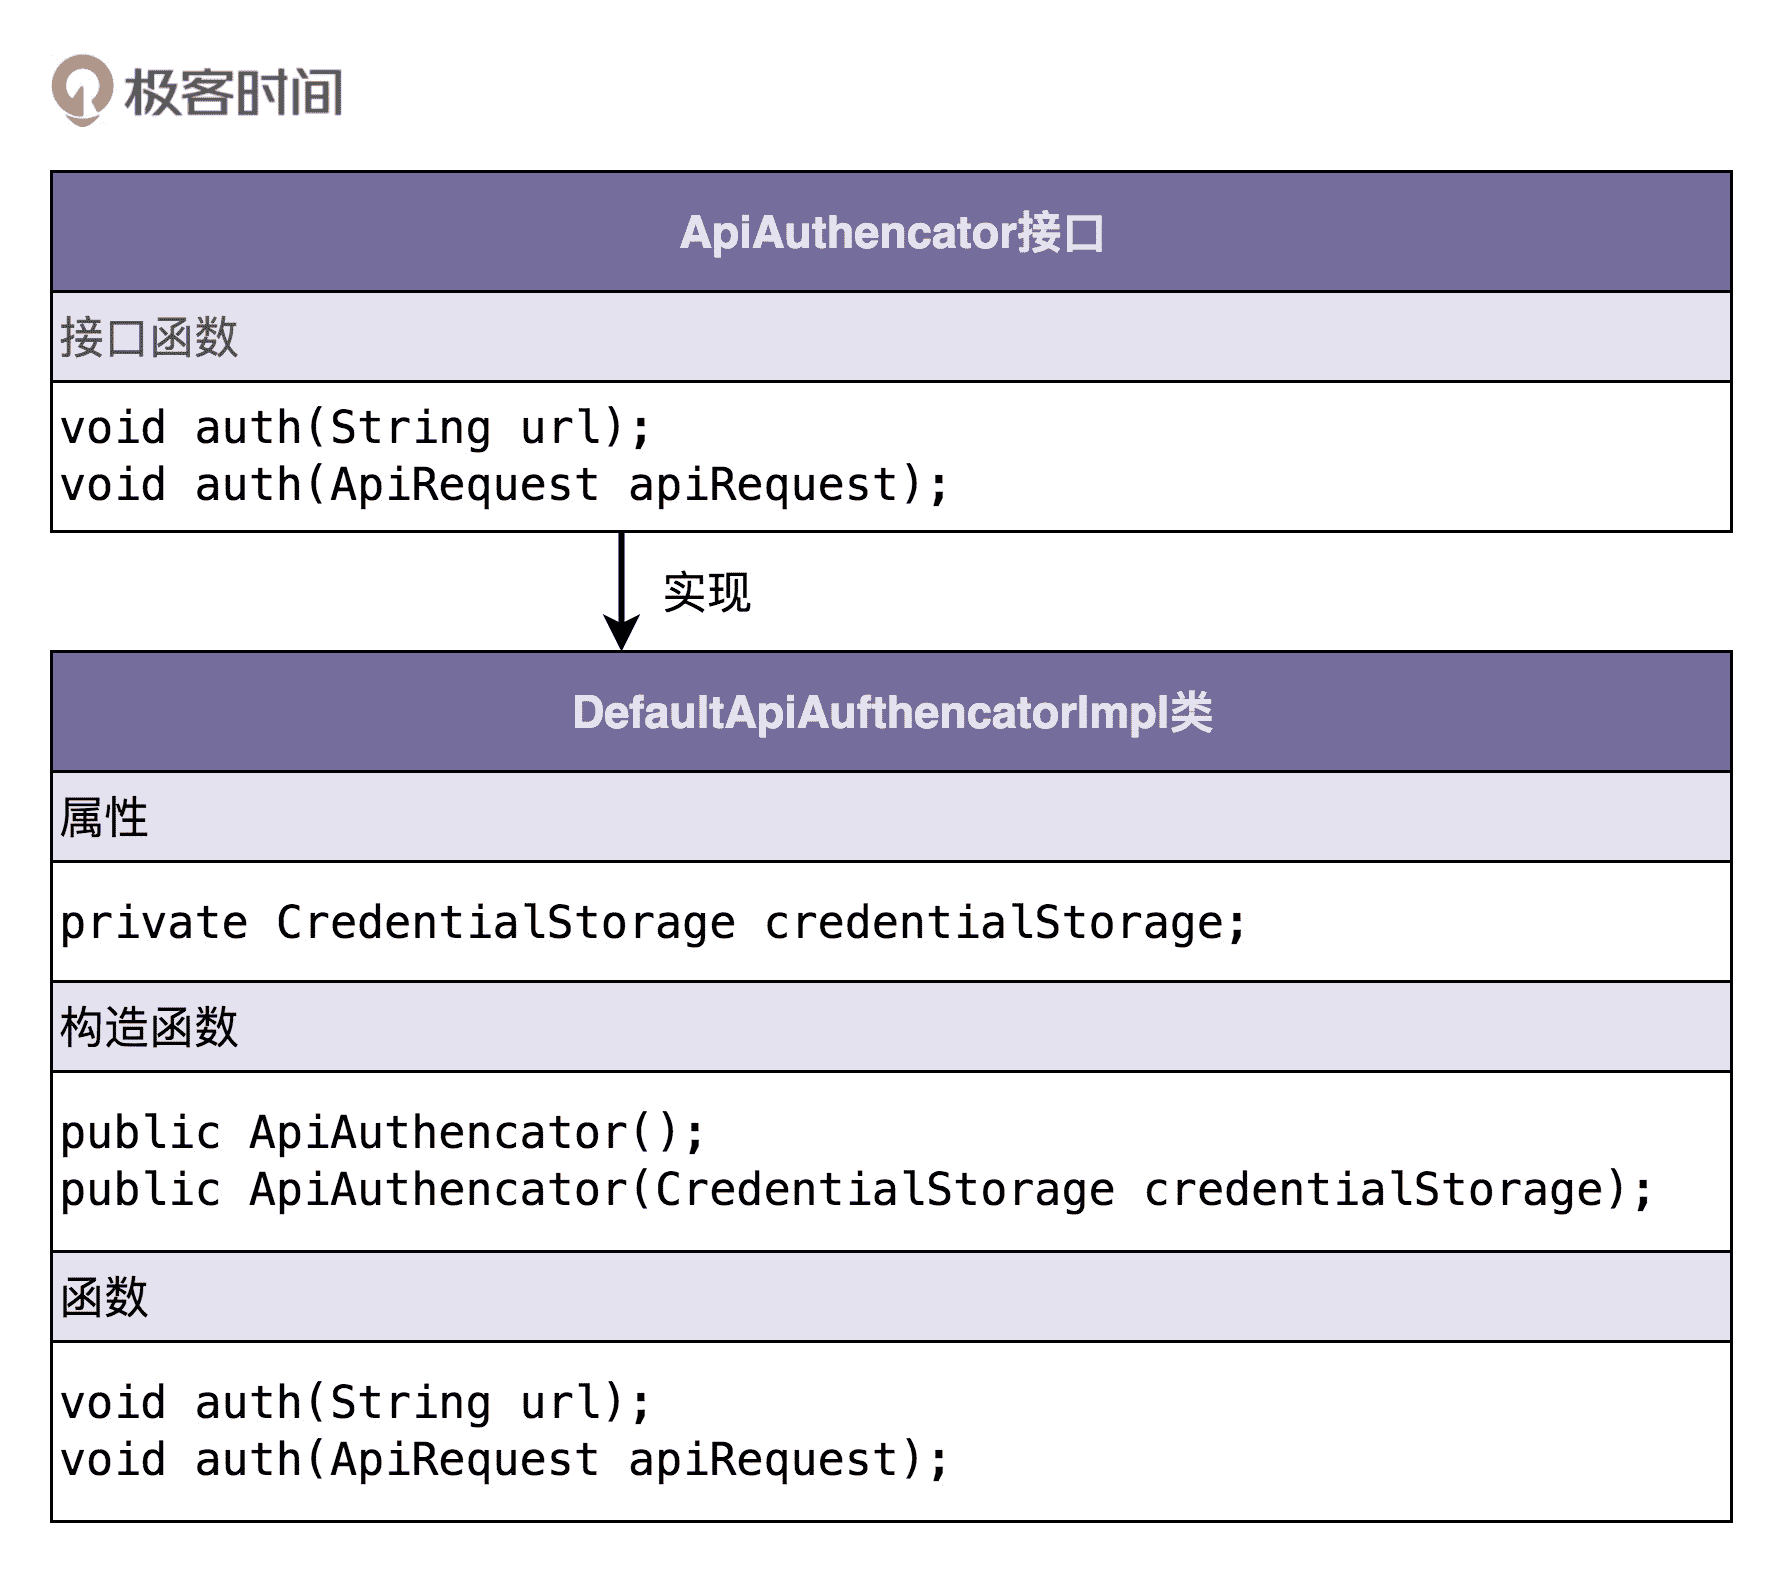 极客时间
ApiAuthencator接口
接口函数
void auth(String url);
void auth(ApiRequest apiRequest);
实现
DefaultApiAufthencatorImpl类
属性
private CredentialStorage credentialStorage;
构造函数
public ApiAuthencator();
public ApiAuthencator(CredentialStorage credentialStorage);
函数
void auth(String url);
void auth(ApiRequest apiRequest);